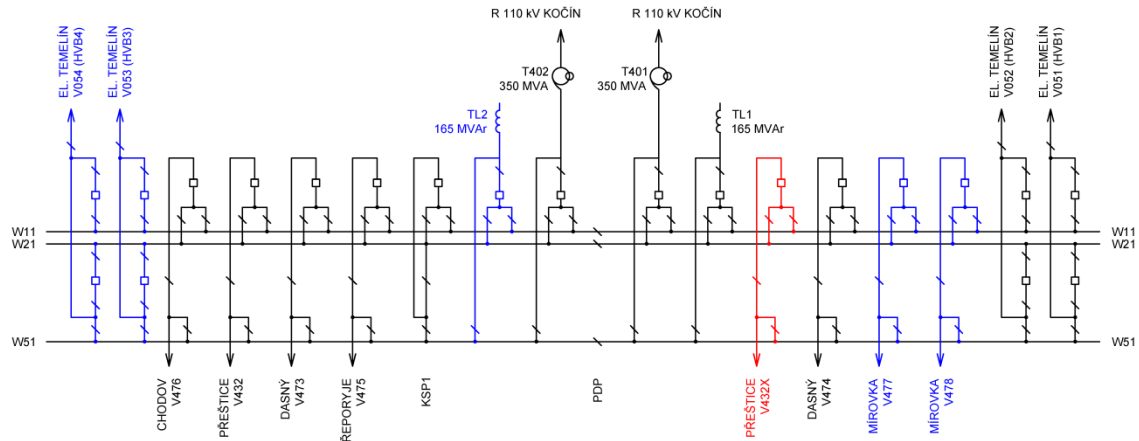 R 110 kV KOČÍN
R 110 kV KOČÍN
EL. TEMELÍN
V054 (HVB4)
EL. TEMELÍN
V053 (HVB3)
T402
350 MVA
T401
350 MVA
EL. TEMELÍN
V052 (HVB2)
EL. TEMELÍN
V051 (HVB1)
TL2
165 MVAr
TL1
165 MVAr
W11
W11
W21
W21
W51
W51
CHODOV
V476
PŘEŠTICE
V432
DASNÝ
V473
ŘEPORYJE
V475
KSP1
PDP
PŘEŠTICE
V432X
DASNÝ
V474
MÍROVKA
V477
MÍROVKA
V478